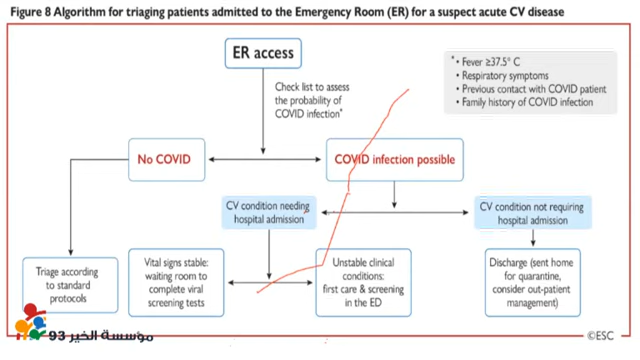 Figure 8 Algorithm for triaging patients admitted to the Emergency Room (ER) for a suspect acute CV disease
ER access
Check list to assess
the probability of
COVID infection*
*• Fever ≥37.5° C
• Respiratory symptoms
• Previous contact with COVID patient
• Family history of COVID infection
No COVID
COVID infection possible
CV condition needing
hospital admission
CV condition not requiring
hospital admission
Triage according
to standard
protocols
Vital signs stable:
waiting room to
complete viral
screening tests
Unstable clinical
conditions:
first care & screening
in the ED
Discharge (sent home
for quarantine,
consider out-patient
management)
مؤسسة الخير 93
©ESC